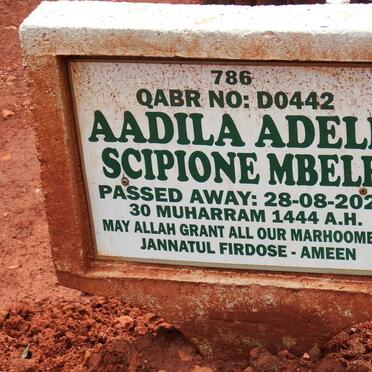 786
QABR NO: D0442
AADILA ADEL
SCIPIONE MBELE
PASSED AWAY: 28-08-202
30 MUHARRAM 1444 A.H.
MAY ALLAH GRANT ALL OUR MARHOOME
JANNATUL FIRDOSE - AMEEN